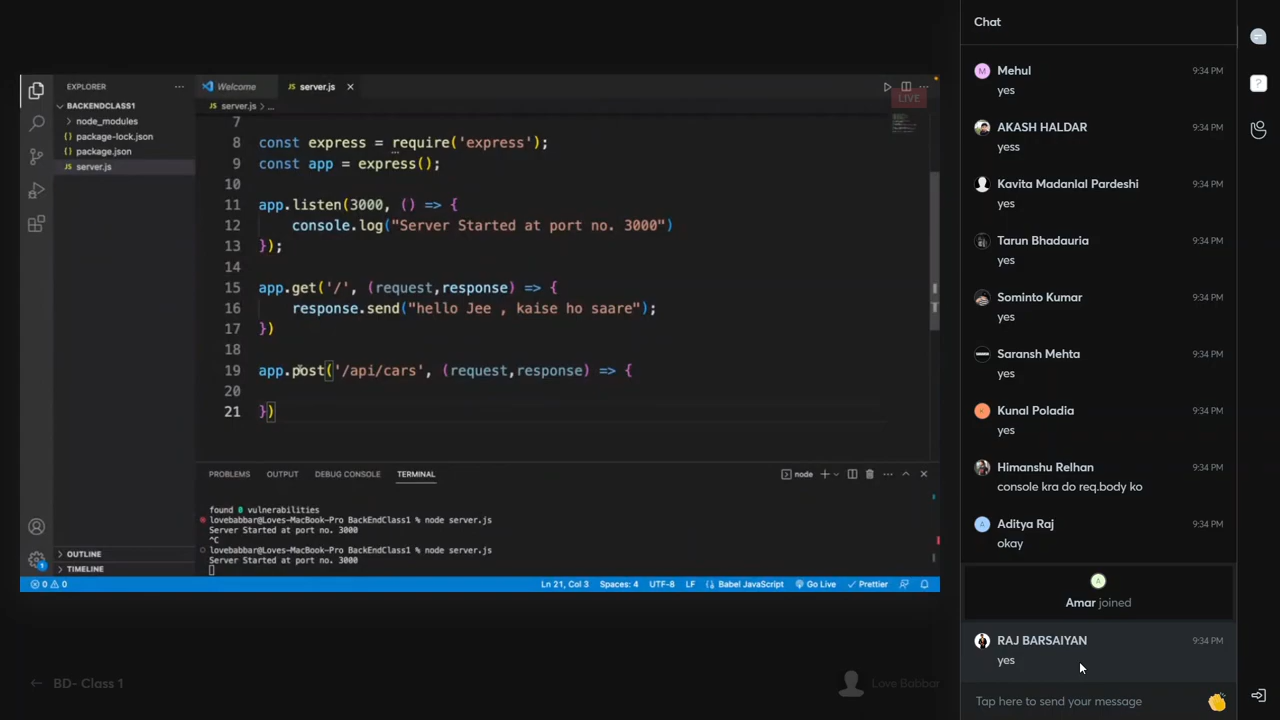 Chat
Mehul 9:34 PM
yes
AKASH HALDAR 9:34 PM
yess
Kavita Madanlal Pardeshi 9:34 PM
yes
Tarun Bhadauria 9:34 PM
yes
Sominto Kumar 9:34 PM
yes
Saransh Mehta 9:34 PM
yes
Kunal Poladia 9:34 PM
yes
Himanshu Relhan 9:34 PM
console kra do req.body ko
Aditya Raj 9:34 PM
okay
Amar joined
RAJ BARSAIYAN 9:34 PM
yes
Tap here to send your message
EXPLORER
BACKENDCLASS1
node_modules
{} package-lock.json
{} package.json
JS server.js
OUTLINE
TIMELINE
Welcome
JS server.js
JS server.js > ...
LIVE
7
8 const express = require('express');
9 const app = express();
10
11 app.listen(3000, () => {
12 console.log("Server Started at port no. 3000")
13 });
14
15 app.get('/', (request,response) => {
16 response.send("hello Jee , kaise ho saare");
17 })
18
19 app.post('/api/cars', (request,response) => {
20
21 })
PROBLEMS OUTPUT DEBUG CONSOLE TERMINAL
node
found 0 vulnerabilities
lovebabbar@Loves-MacBook-Pro BackEndClass1 % node server.js
Server Started at port no. 3000
^C
lovebabbar@Loves-MacBook-Pro BackEndClass1 % node server.js
Server Started at port no. 3000
0 0 Ln 21, Col 3 Spaces: 4 UTF-8 LF Babel JavaScript Go Live Prettier
BD- Class 1
Love Babbar